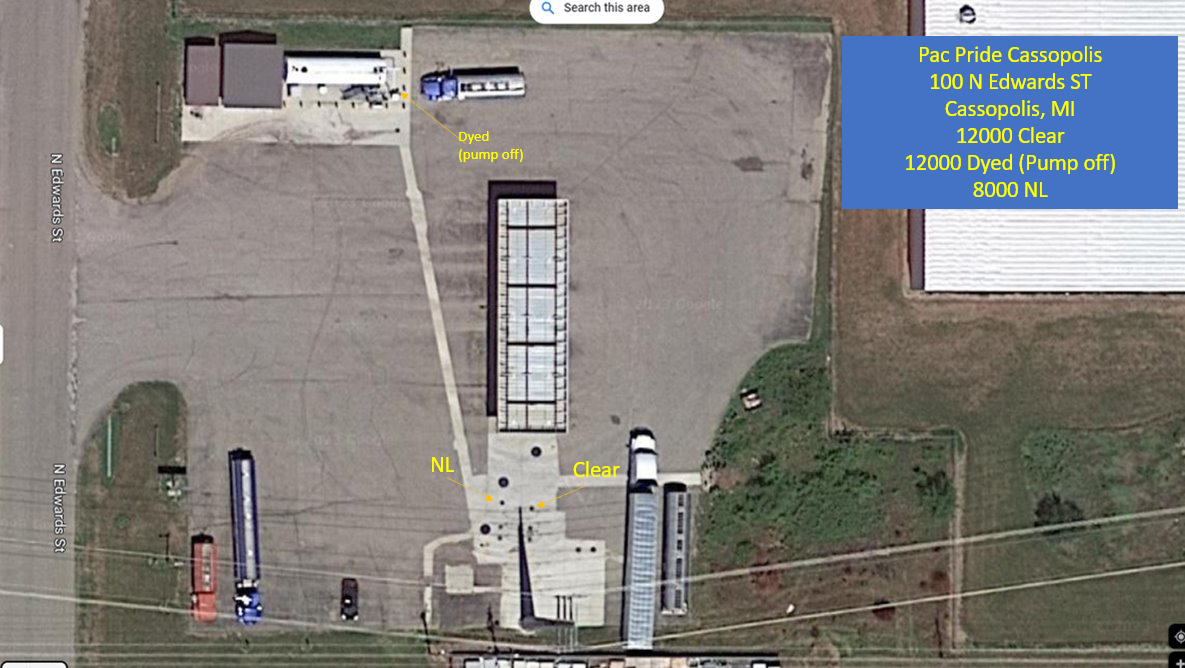 Search this area
Pac Pride Cassopolis
100 N Edwards ST
Cassopolis, MI
12000 Clear
12000 Dyed (Pump off)
8000 NL
Dyed
(pump off)
N Edwards St
NL
Clear
N Edwards St